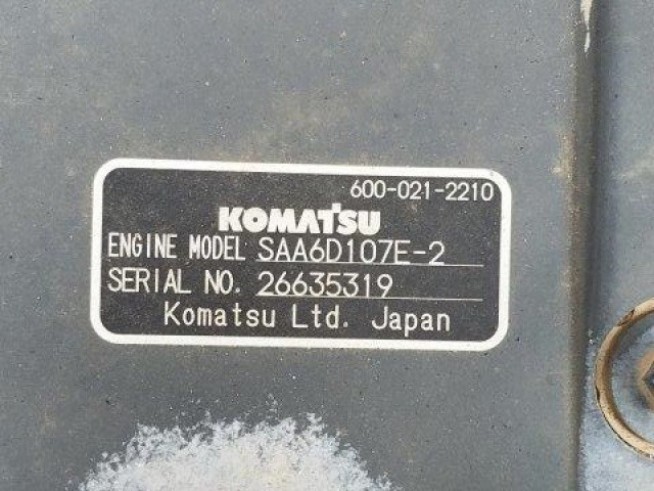 600-021-2210
KOMATSU
ENGINE MODEL SAA6D107E-2
SERIAL NO. 26635319
Komatsu Ltd. Japan